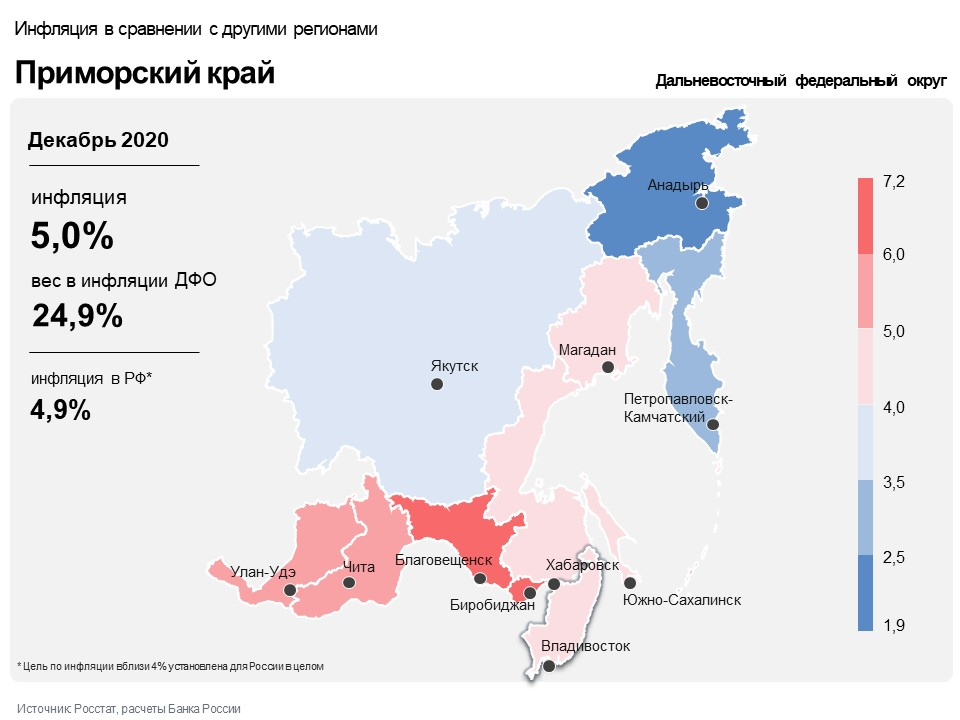 Инфляция в сравнении с другими регионами
Приморский край
Дальневосточный федеральный округ
Декабрь 2020
инфляция
5,0%
вес в инфляции ДФО
24,9%
инфляция в РФ*
4,9%
Анадырь
Магадан
Якутск
Петропавловск-
Камчатский
Благовещенск
Хабаровск
Чита
Улан-Удэ
Биробиджан
Южно-Сахалинск
Владивосток
7,2
6,0
5,0
4,0
3,5
2,5
1,9
* Цель по инфляции вблизи 4% установлена для России в целом
Источник: Росстат, расчеты Банка России